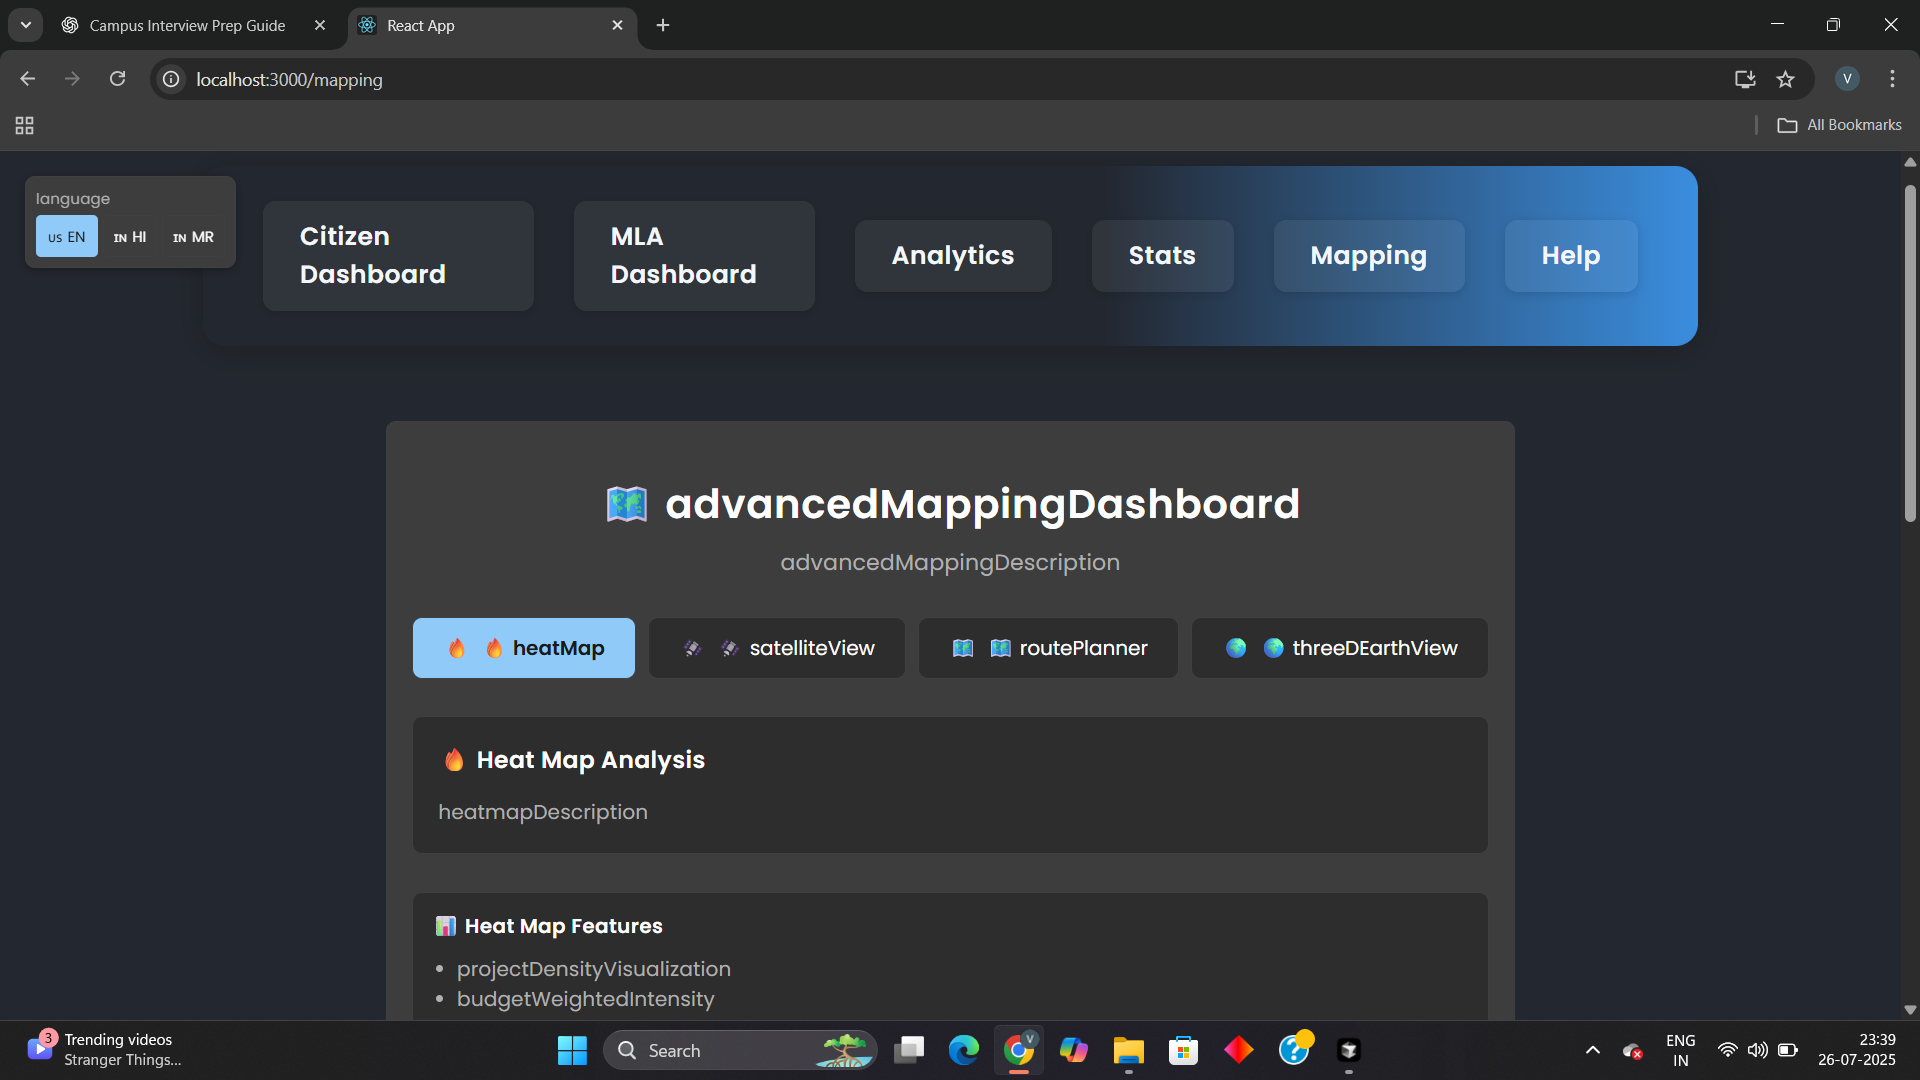 Campus Interview Prep Guide
React App
localhost:3000/mapping
V
All Bookmarks
language
US EN
IN HI
IN MR
Citizen
Dashboard
MLA
Dashboard
Analytics
Stats
Mapping
Help
advancedMappingDashboard
advancedMappingDescription
heatMap
satelliteView
routePlanner
threeDEarthView
Heat Map Analysis
heatmapDescription
Heat Map Features
projectDensityVisualization
budgetWeightedIntensity
3
Trending videos
Stranger Things...
Search
V
ENG
IN
23:39
26-07-2025